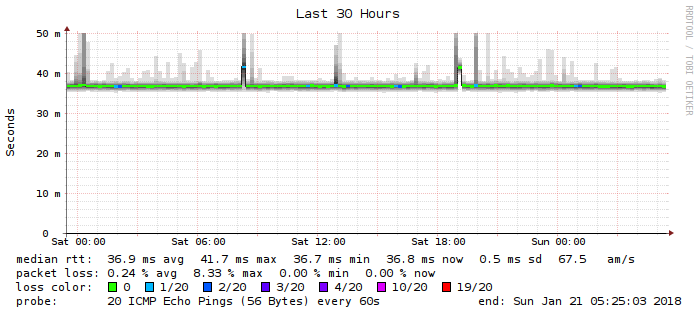 Last 30 Hours
RRDTOOL / TOBI OETIKER
Seconds
50 m
40 m
30 m
20 m
10 m
0
Sat 00:00 Sat 06:00 Sat 12:00 Sat 18:00 Sun 00:00
median rtt: 36.9 ms avg 41.7 ms max 36.7 ms min 36.8 ms now 0.5 ms sd 67.5 am/s
packet loss: 0.24 % avg 8.33 % max 0.00 % min 0.00 % now
loss color: 0 1/20 2/20 3/20 4/20 10/20 19/20
probe: 20 ICMP Echo Pings (56 Bytes) every 60s end: Sun Jan 21 05:25:03 2018